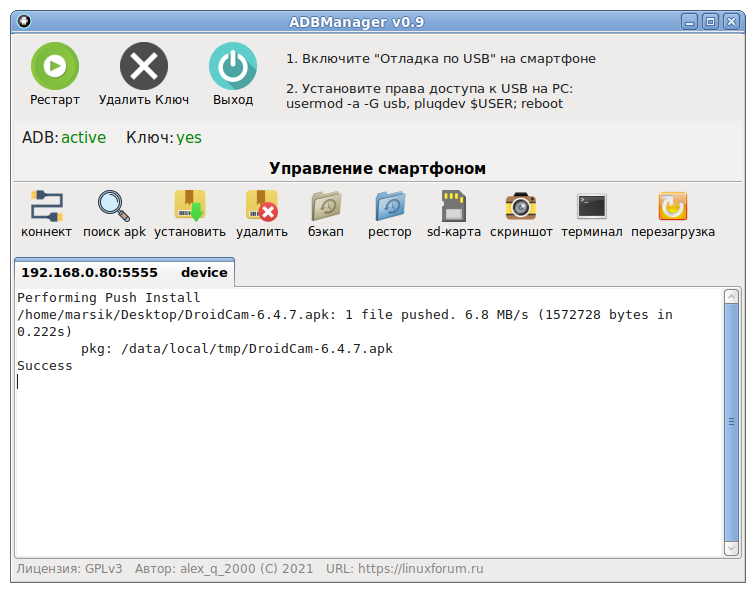 ADBManager v0.9
1. Включите "Отладка по USB" на смартфоне
2. Установите права доступа к USB на PC:
usermod -a -G usb, plugdev $USER; reboot
Рестарт Удалить Ключ Выход
ADB: active Ключ: yes
Управление смартфоном
коннект поиск apk установить удалить бэкап рестор sd-карта скриншот терминал перезагрузка
192.168.0.80:5555 device
Performing Push Install
/home/marsik/Desktop/DroidCam-6.4.7.apk: 1 file pushed. 6.8 MB/s (1572728 bytes in
0.222s)
pkg: /data/local/tmp/DroidCam-6.4.7.apk
Success
Лицензия: GPLv3 Автор: alex_q_2000 (C) 2021 URL: https://linuxforum.ru